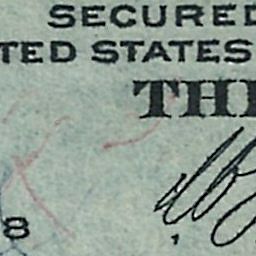 SECURED
TED STATES
THE
8